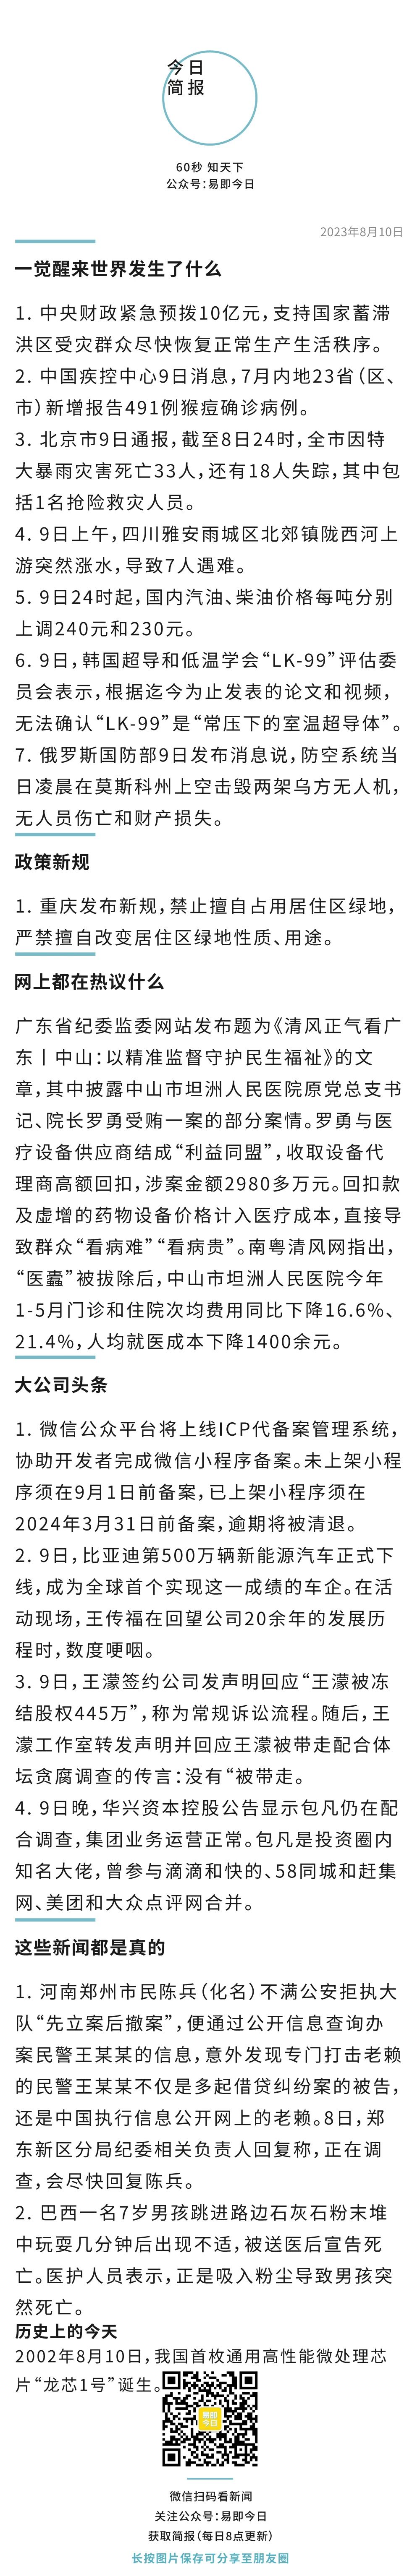 今日
简报
60秒 知天下
公众号：易即今日
2023年8月10日
一觉醒来世界发生了什么
1. 中央财政紧急预拨10亿元，支持国家蓄滞
洪区受灾群众尽快恢复正常生产生活秩序。
2. 中国疾控中心9日消息，7月内地23省（区、
市）新增报告491例猴痘确诊病例。
3. 北京市9日通报，截至8日24时，全市因特
大暴雨灾害死亡33人，还有18人失踪，其中包
括1名抢险救灾人员。
4. 9日上午，四川雅安雨城区北郊镇陇西河上
游突然涨水，导致7人遇难。
5. 9日24时起，国内汽油、柴油价格每吨分别
上调240元和230元。
6. 9日，韩国超导和低温学会“LK-99”评估委
员会表示，根据迄今为止发表的论文和视频，
无法确认“LK-99”是“常压下的室温超导体”。
7. 俄罗斯国防部9日发布消息说，防空系统当
日凌晨在莫斯科州上空击毁两架乌方无人机，
无人员伤亡和财产损失。
政策新规
1. 重庆发布新规，禁止擅自占用居住区绿地，
严禁擅自改变居住区绿地性质、用途。
网上都在热议什么
广东省纪委监委网站发布题为《清风正气看广
东丨中山：以精准监督守护民生福祉》的文
章，其中披露中山市坦洲人民医院原党总支书
记、院长罗勇受贿一案的部分案情。罗勇与医
疗设备供应商结成“利益同盟”，收取设备代
理商高额回扣，涉案金额2980多万元。回扣款
及虚增的药物设备价格计入医疗成本，直接导
致群众“看病难”“看病贵”。南粤清风网指出，
“医蠹”被拔除后，中山市坦洲人民医院今年
1-5月门诊和住院次均费用同比下降16.6%、
21.4%，人均就医成本下降1400余元。
大公司头条
1. 微信公众平台将上线ICP代备案管理系统，
协助开发者完成微信小程序备案。未上架小程
序须在9月1日前备案，已上架小程序须在
2024年3月31日前备案，逾期将被清退。
2. 9日，比亚迪第500万辆新能源汽车正式下
线，成为全球首个实现这一成绩的车企。在活
动现场，王传福在回望公司20余年的发展历
程时，数度哽咽。
3. 9日，王濛签约公司发声明回应“王濛被冻
结股权445万”，称为常规诉讼流程。随后，王
濛工作室转发声明并回应王濛被带走配合体
坛贪腐调查的传言：没有“被带走。
4. 9日晚，华兴资本控股公告显示包凡仍在配
合调查，集团业务运营正常。包凡是投资圈内
知名大佬，曾参与滴滴和快的、58同城和赶集
网、美团和大众点评网合并。
这些新闻都是真的
1. 河南郑州市民陈兵（化名）不满公安拒执大
队“先立案后撤案”，便通过公开信息查询办
案民警王某某的信息，意外发现专门打击老赖
的民警王某某不仅是多起借贷纠纷案的被告，
还是中国执行信息公开网上的老赖。8日，郑
东新区分局纪委相关负责人回复称，正在调
查，会尽快回复陈兵。
2. 巴西一名7岁男孩跳进路边石灰石粉末堆
中玩耍几分钟后出现不适，被送医后宣告死
亡。医护人员表示，正是吸入粉尘导致男孩突
然死亡。
历史上的今天
2002年8月10日，我国首枚通用高性能微处理芯
片“龙芯1号”诞生。
易即
今日
微信扫码看新闻
关注公众号：易即今日
获取简报（每日8点更新）
长按图片保存可分享至朋友圈